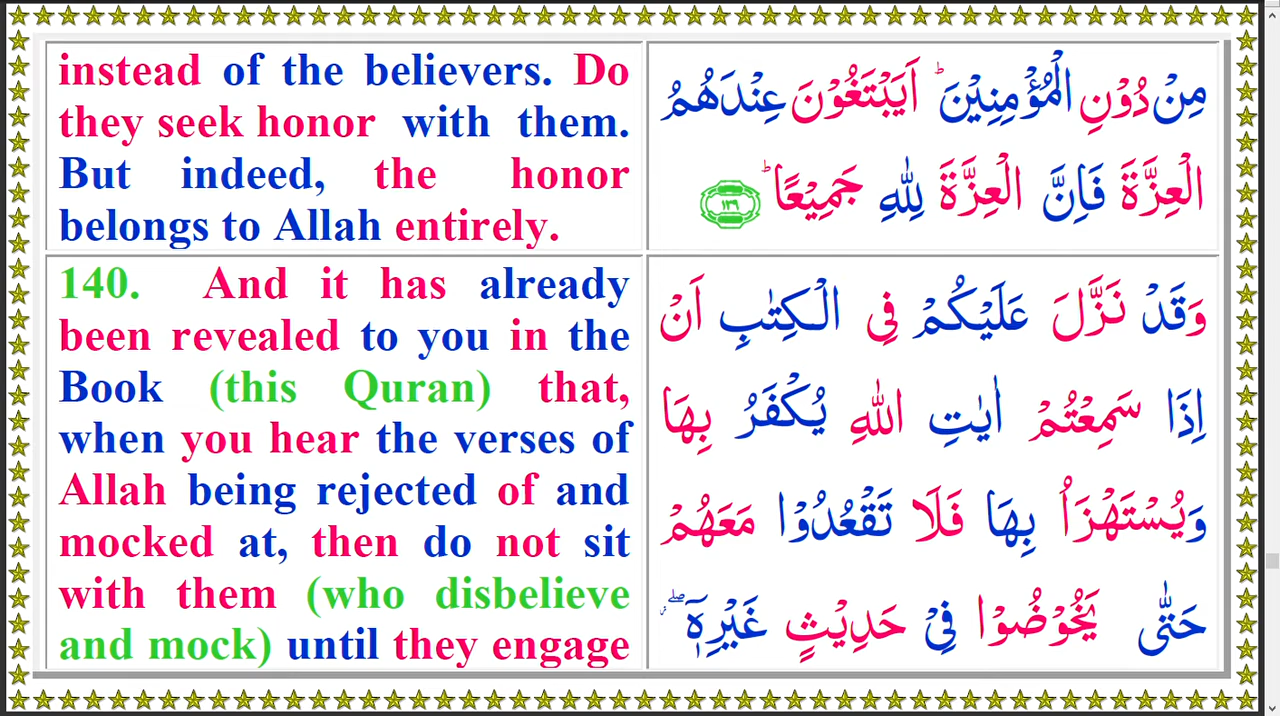 instead of the believers. Do
they seek honor with them.
But indeed, the honor
belongs to Allah entirely.
مِنْ دُوْنِ الْمُؤْمِنِيْنَ ؕ اَيَبْتَغُوْنَ عِنْدَهُمُ
الْعِزَّةَ فَاِنَّ الْعِزَّةَ لِلّٰهِ جَمِيْعًا ؕ ۱۳۹
140. And it has already
been revealed to you in the
Book (this Quran) that,
when you hear the verses of
Allah being rejected of and
mocked at, then do not sit
with them (who disbelieve
and mock) until they engage
وَقَدْ نَزَّلَ عَلَيْكُمْ فِى الْكِتٰبِ اَنْ
اِذَا سَمِعْتُمْ اٰيٰتِ اللّٰهِ يُكْفَرُ بِهَا
وَيُسْتَهْزَاُ بِهَا فَلَا تَقْعُدُوْا مَعَهُمْ
حَتّٰى يَخُوْضُوْا فِىْ حَدِيْثٍ غَيْرِهٖۤ ۖ